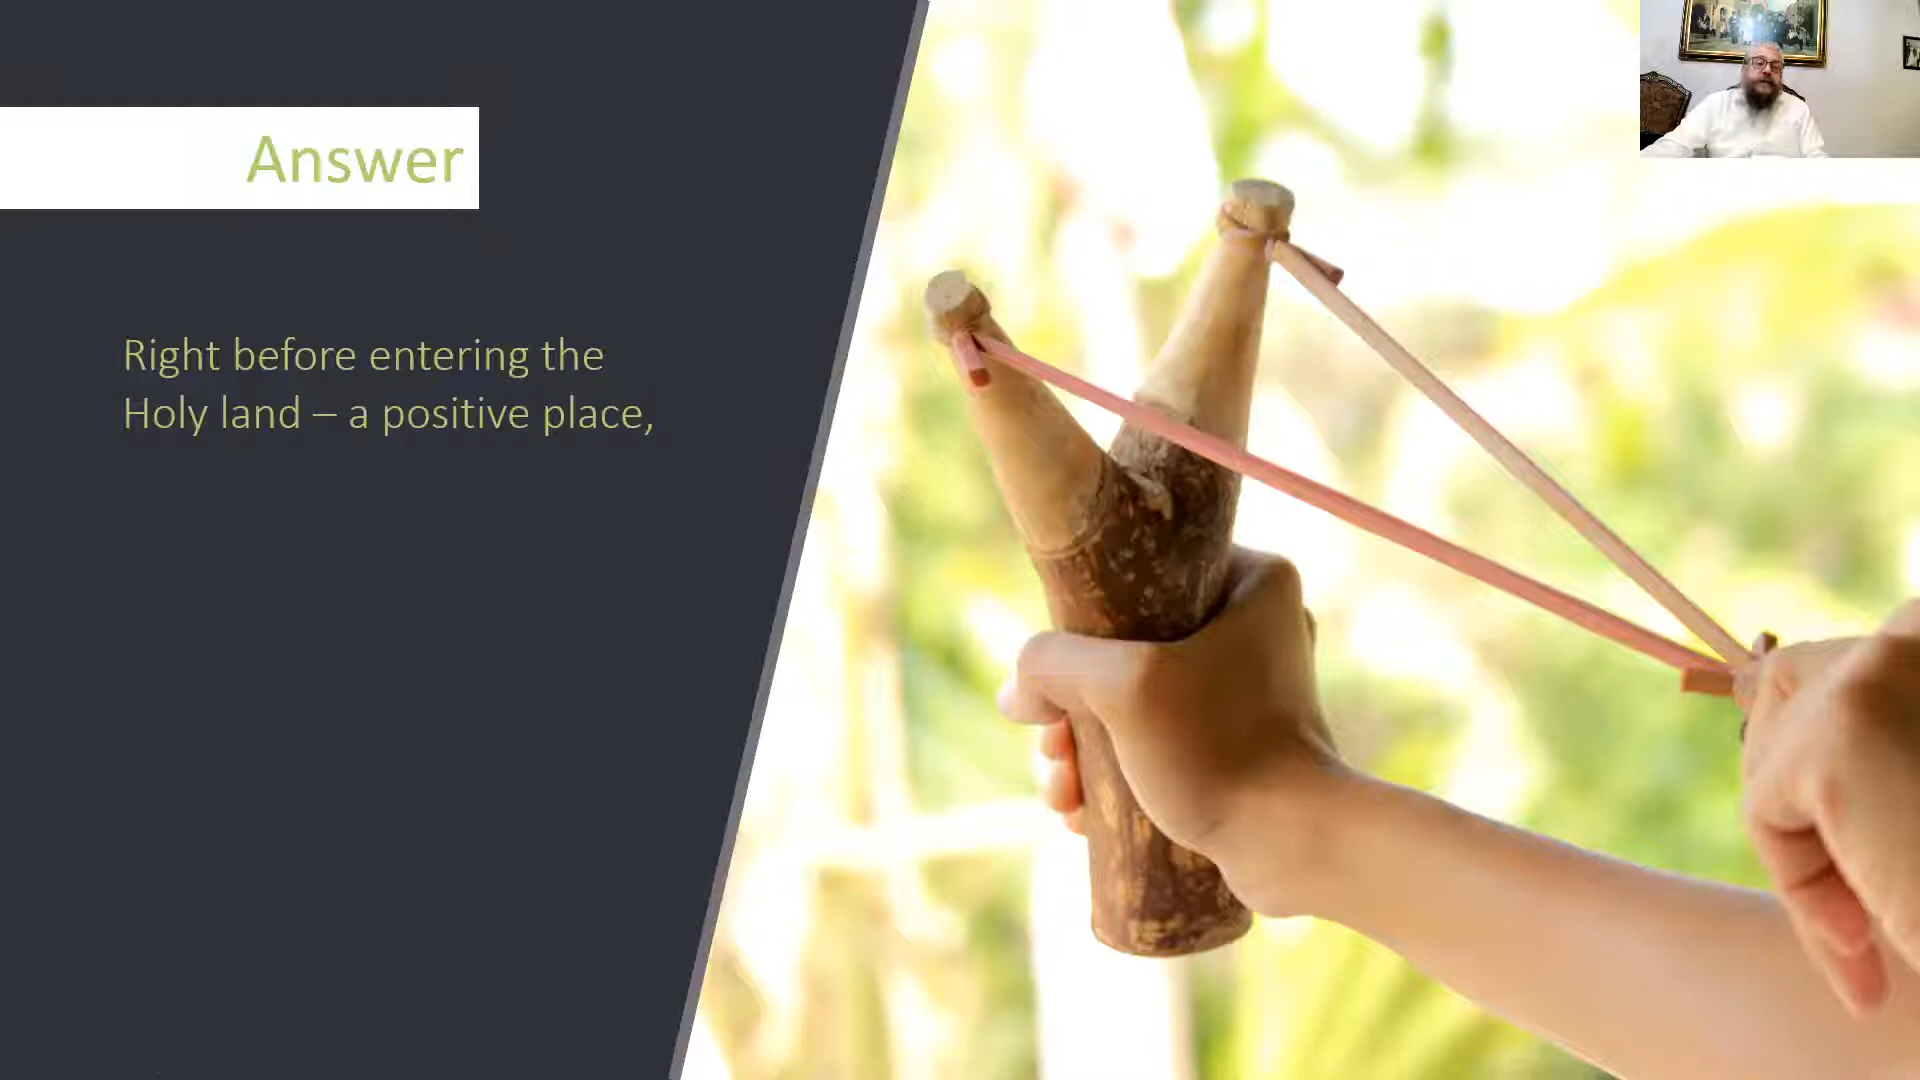 Answer
Right before entering the
Holy land – a positive place,